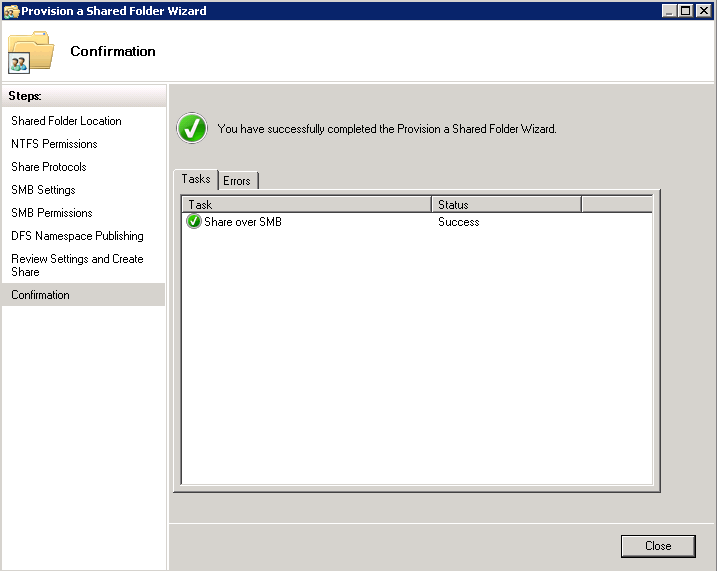 Provision a Shared Folder Wizard
Confirmation
Steps:
Shared Folder Location
NTFS Permissions
Share Protocols
SMB Settings
SMB Permissions
DFS Namespace Publishing
Review Settings and Create
Share
Confirmation
You have successfully completed the Provision a Shared Folder Wizard.
Tasks Errors
Task Status
Share over SMB Success
Close